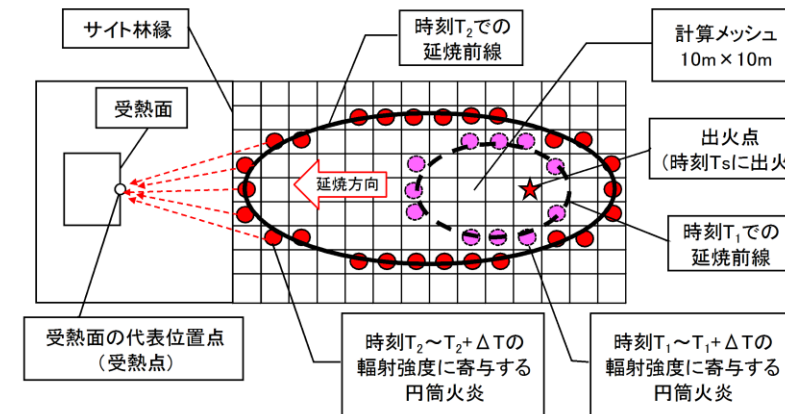 サイト林縁
時刻T₂での
延焼前線
計算メッシュ
10m×10m
受熱面
出火点
(時刻Tsに出火
延焼方向
時刻T₁での
延焼前線
受熱面の代表位置点
(受熱点)
時刻T₂～T₂+ΔTの
輻射強度に寄与する
円筒火炎
時刻T₁～T₁+ΔTの
輻射強度に寄与する
円筒火炎